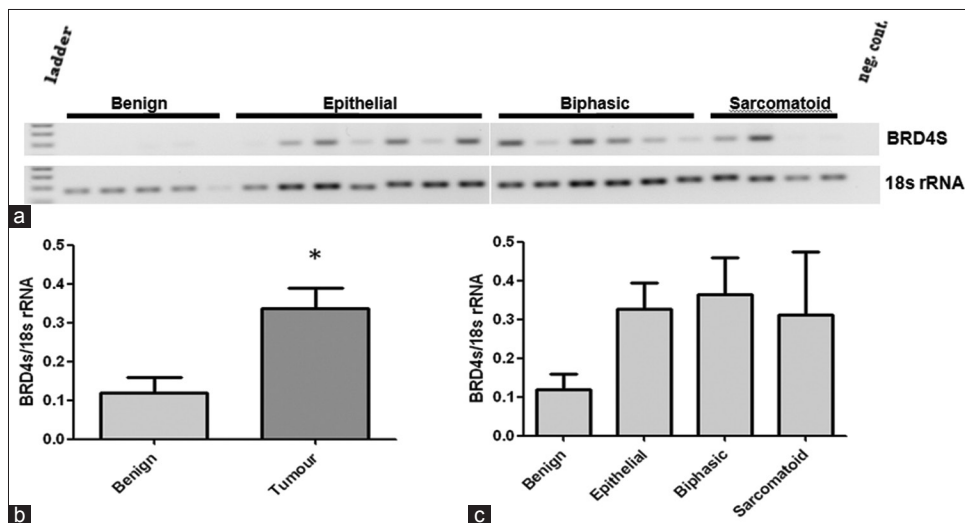 ladder
neg. cont.
Benign Epithelial Biphasic Sarcomatoid
BRD4S
18s rRNA
a
0.5
0.4
0.3
0.2
0.1
0.0
BRD4s/18s rRNA
*
Benign
Tumour
b
0.5
0.4
0.3
0.2
0.1
0.0
BRD4s/18s rRNA
Benign
Epithelial
Biphasic
Sarcomatoid
c